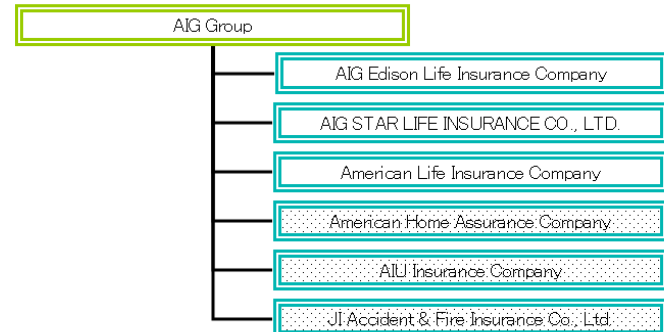 AIG Group
AIG Edison Life Insurance Company
AIG STAR LIFE INSURANCE CO., LTD.
American Life Insurance Company
American Home Assurance Company
AIU Insurance Company
JI Accident & Fire Insurance Co., Ltd.